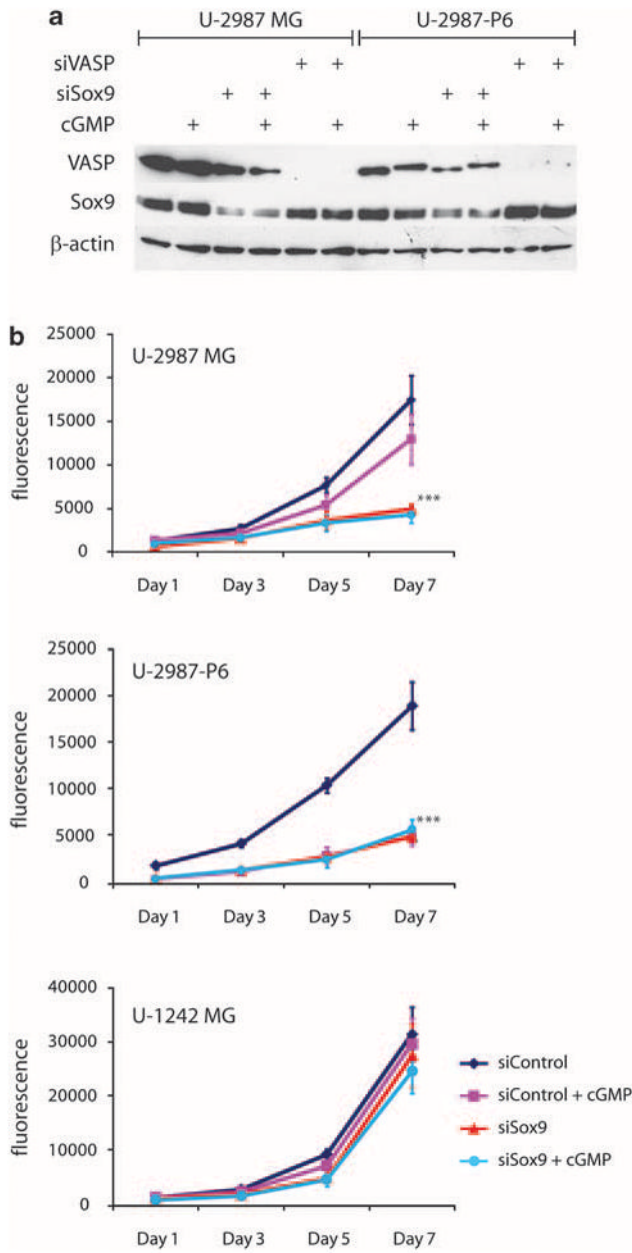 a
U-2987 MG U-2987-P6
siVASP + + + +
siSox9 + + + +
cGMP + + + + + +
VASP
Sox9
β-actin
b
25000
20000
15000
10000
5000
0
fluorescence
U-2987 MG
***
Day 1 Day 3 Day 5 Day 7
25000
20000
15000
10000
5000
0
fluorescence
U-2987-P6
***
Day 1 Day 3 Day 5 Day 7
40000
30000
20000
10000
0
fluorescence
U-1242 MG
siControl
siControl + cGMP
siSox9
siSox9 + cGMP
Day 1 Day 3 Day 5 Day 7